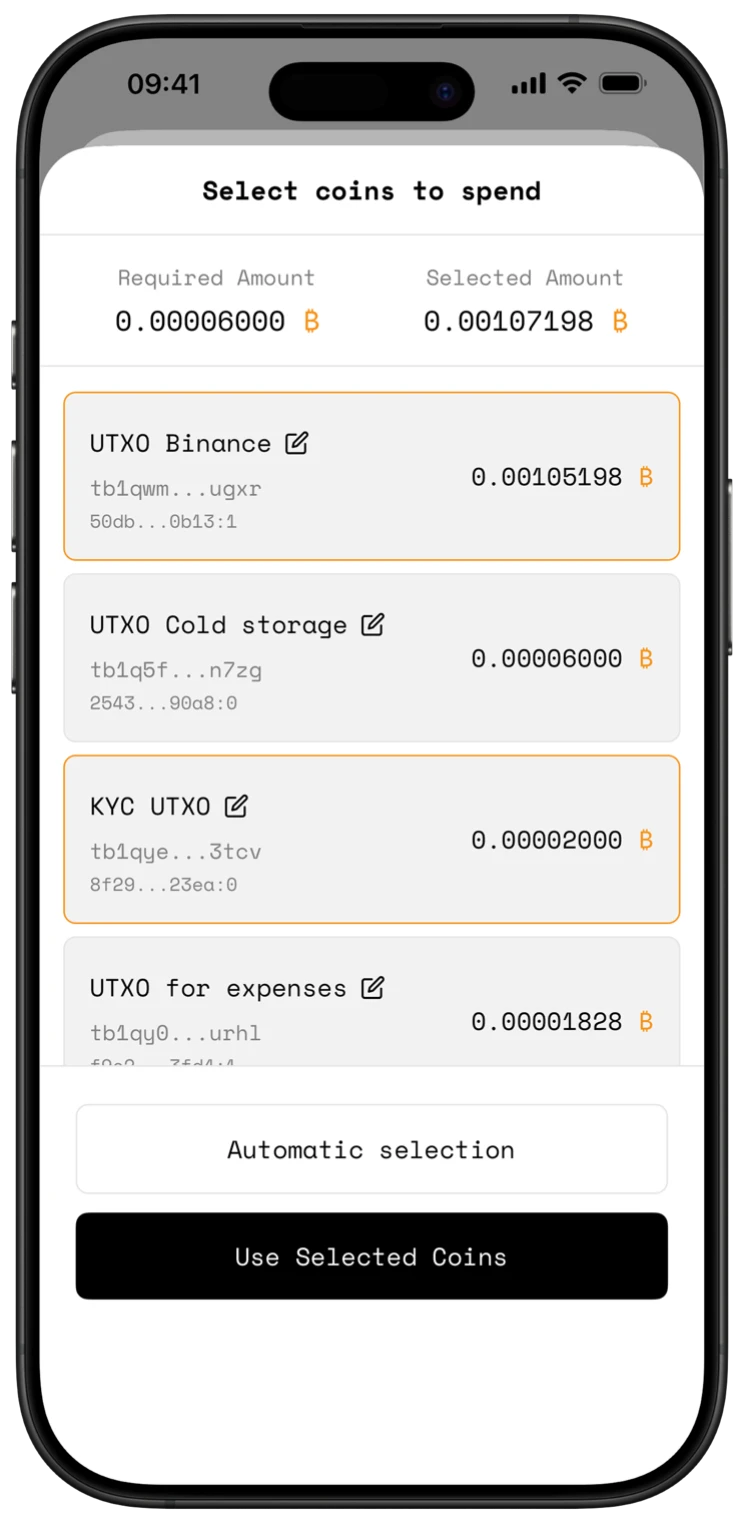 09:41
Select coins to spend
Required Amount
Selected Amount
0.00006000 ₿
0.00107198 ₿
UTXO Binance
tb1qwm...ugxr
50db...0b13:1
0.00105198 ₿
UTXO Cold storage
tb1q5f...n7zg
2543...90a8:0
0.00006000 ₿
KYC UTXO
tb1qye...3tcv
8f29...23ea:0
0.00002000 ₿
UTXO for expenses
tb1qy0...urhl
0.00001828 ₿
Automatic selection
Use Selected Coins